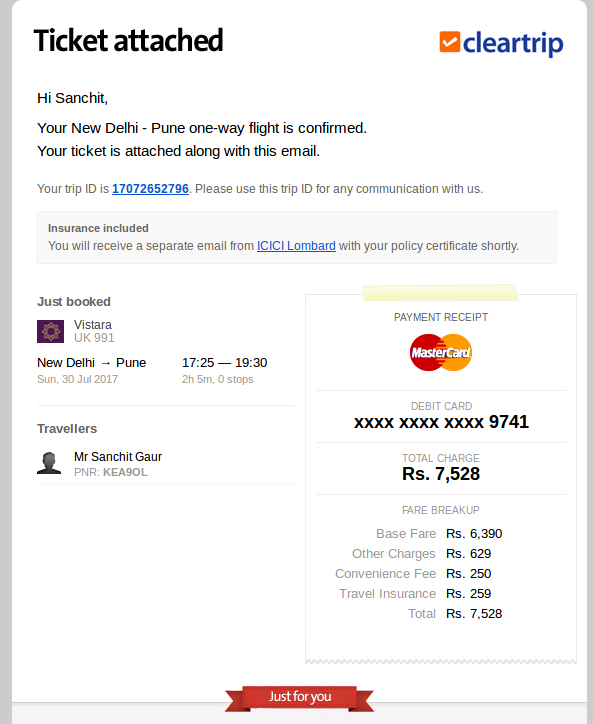 Ticket attached
cleartrip
Hi Sanchit,
Your New Delhi - Pune one-way flight is confirmed.
Your ticket is attached along with this email.
Your trip ID is 17072652796. Please use this trip ID for any communication with us.
Insurance included
You will receive a separate email from ICICI Lombard with your policy certificate shortly.
Just booked
Vistara
UK 991
New Delhi → Pune 17:25 — 19:30
Sun, 30 Jul 2017 2h 5m, 0 stops
Travellers
Mr Sanchit Gaur
PNR: KEA9OL
PAYMENT RECEIPT
MasterCard
DEBIT CARD
xxxx xxxx xxxx 9741
TOTAL CHARGE
Rs. 7,528
FARE BREAKUP
Base Fare Rs. 6,390
Other Charges Rs. 629
Convenience Fee Rs. 250
Travel Insurance Rs. 259
Total Rs. 7,528
Just for you